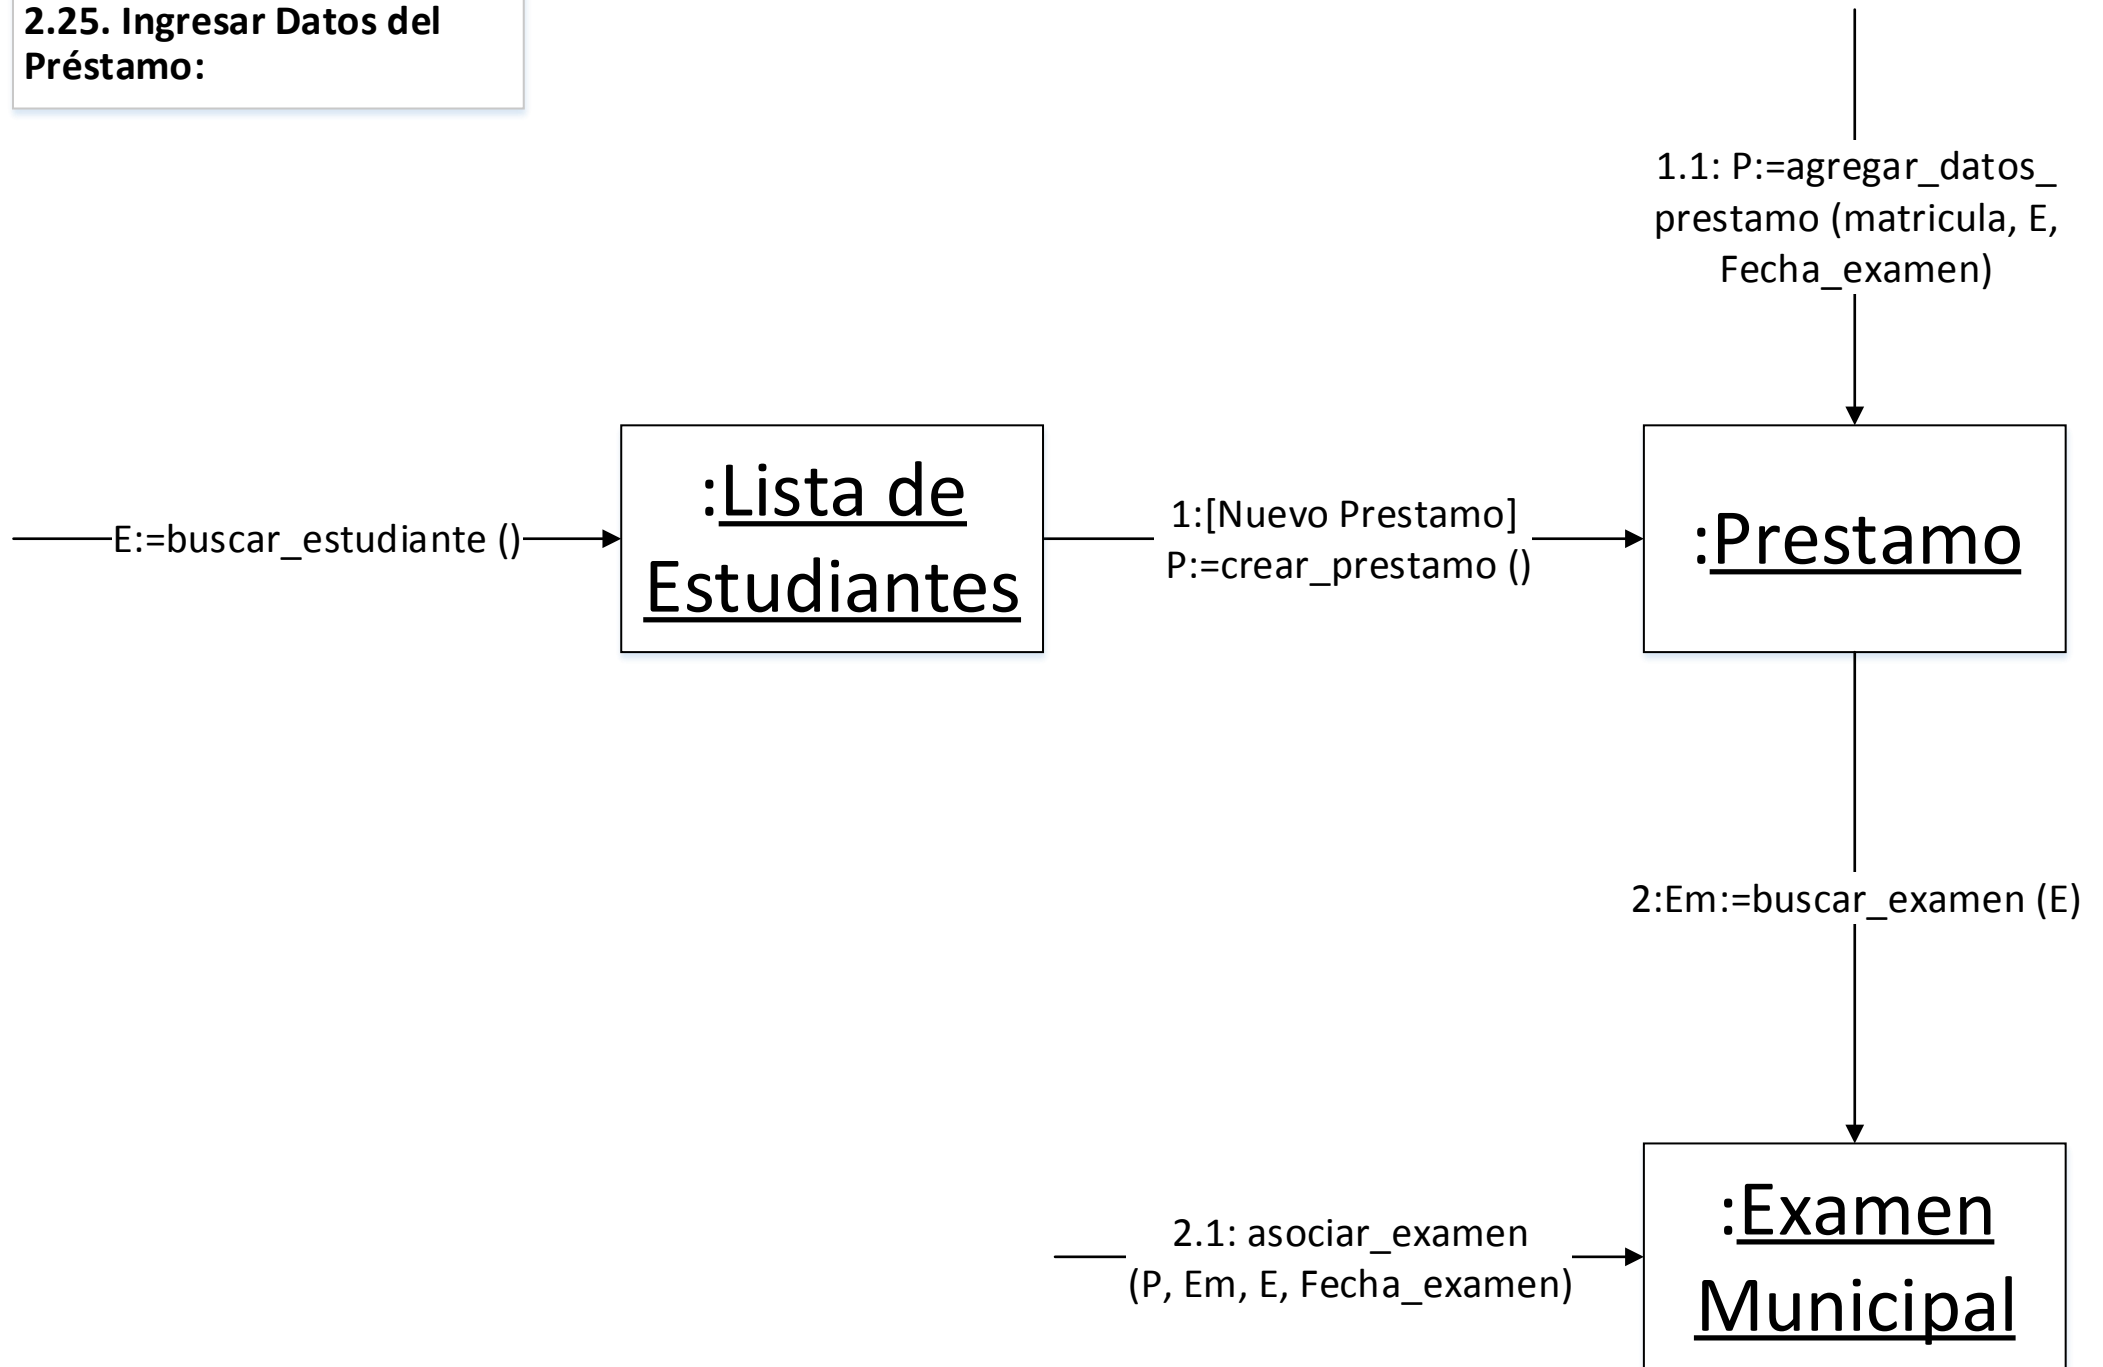 2.25. Ingresar Datos del
Préstamo:
1.1: P:=agregar_datos_
prestamo (matricula, E,
Fecha_examen)
E:=buscar_estudiante ()
:Lista de
Estudiantes
1:[Nuevo Prestamo]
P:=crear_prestamo ()
:Prestamo
2:Em:=buscar_examen (E)
2.1: asociar_examen
(P, Em, E, Fecha_examen)
:Examen
Municipal